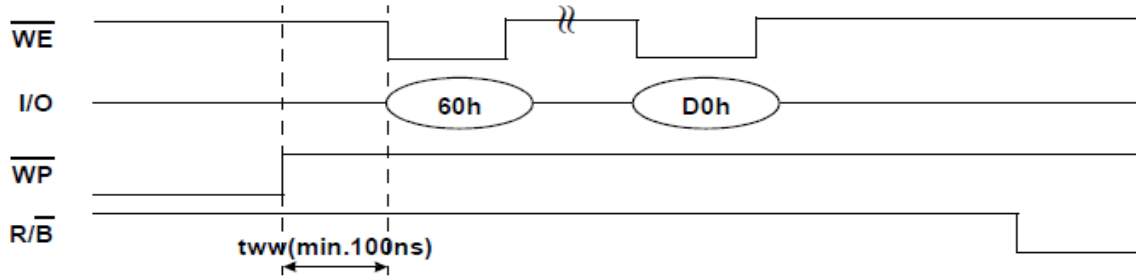 WE
I/O
60h
D0h
WP
R/B
tww(min.100ns)